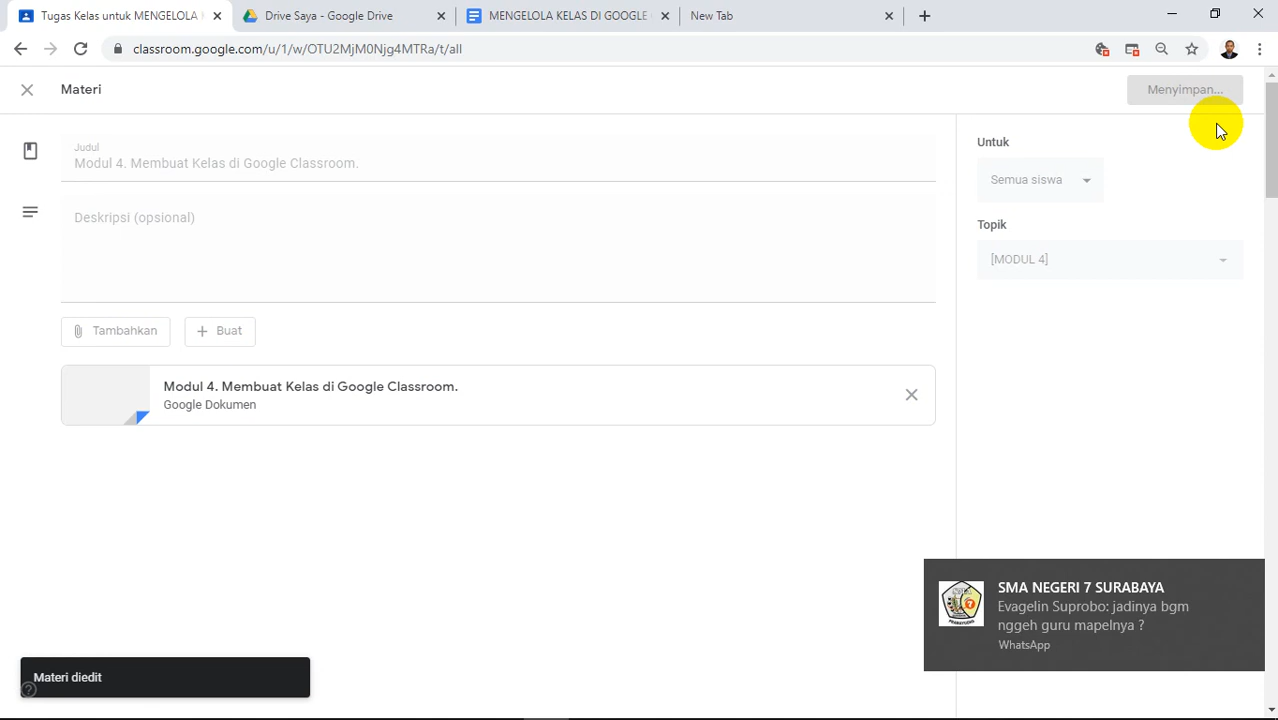 Tugas Kelas untuk MENGELOLA K
Drive Saya - Google Drive
MENGELOLA KELAS DI GOOGLE
New Tab
classroom.google.com/u/1/w/OTU2MjM0Njg4MTRa/t/all
Materi
Menyimpan...
Judul
Modul 4. Membuat Kelas di Google Classroom.
Deskripsi (opsional)
Untuk
Semua siswa
Topik
[MODUL 4]
Tambahkan
Buat
Modul 4. Membuat Kelas di Google Classroom.
Google Dokumen
SMA NEGERI 7 SURABAYA
Evagelin Suprobo: jadinya bgm
nggeh guru mapelnya ?
WhatsApp
Materi diedit